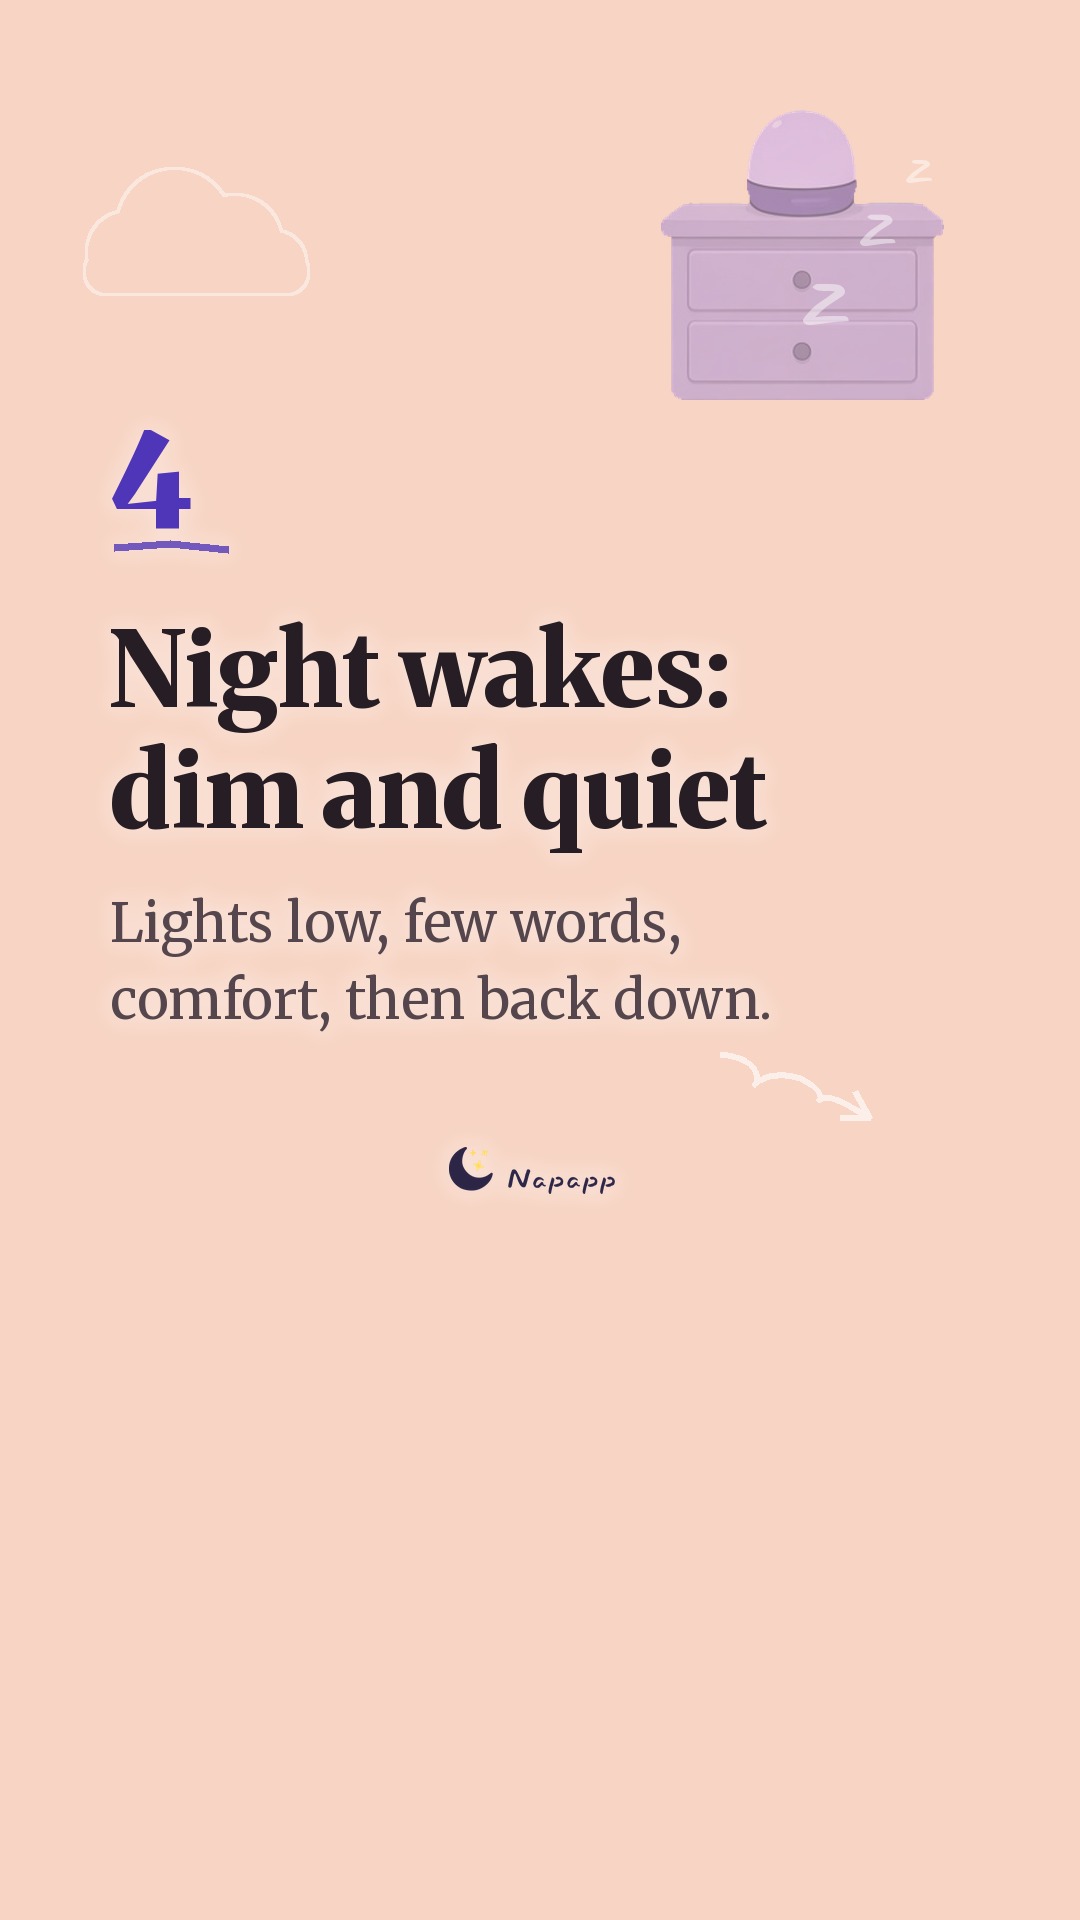 z
z
z
4
Night wakes:
dim and quiet
Lights low, few words,
comfort, then back down.
Napapp